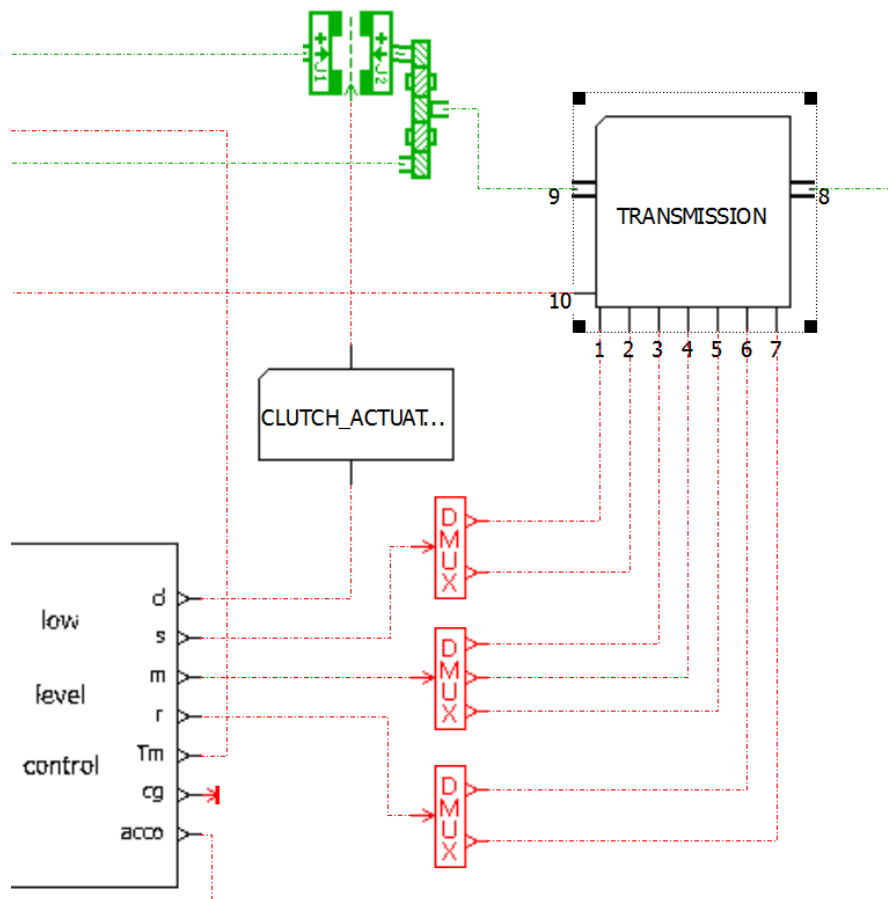 J1
J2
9
TRANSMISSION
8
10
1 2 3 4 5 6 7
CLUTCH_ACTUAT...
DMUX
low
level
control
d
s
m
r
Tm
cg
acco
DMUX
DMUX